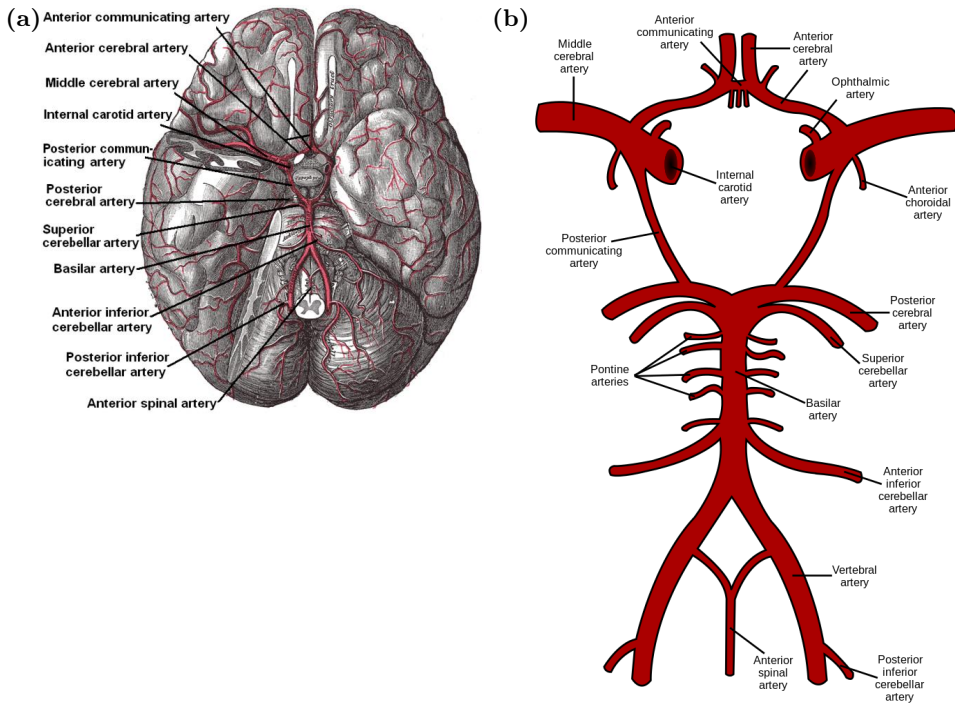 (a)
Anterior communicating artery
Anterior cerebral artery
Middle cerebral artery
Internal carotid artery
Posterior commun-
icating artery
Posterior
cerebral artery
Superior
cerebellar artery
Basilar artery
Anterior inferior
cerebellar artery
Posterior inferior
cerebellar artery
Anterior spinal artery
(b)
Middle
cerebral
artery
Anterior
communicating
artery
Anterior
cerebral
artery
Ophthalmic
artery
Internal
carotid
artery
Anterior
choroidal
artery
Posterior
communicating
artery
Posterior
cerebral
artery
Superior
cerebellar
artery
Pontine
arteries
Basilar
artery
Anterior
inferior
cerebellar
artery
Vertebral
artery
Anterior
spinal
artery
Posterior
inferior
cerebellar
artery